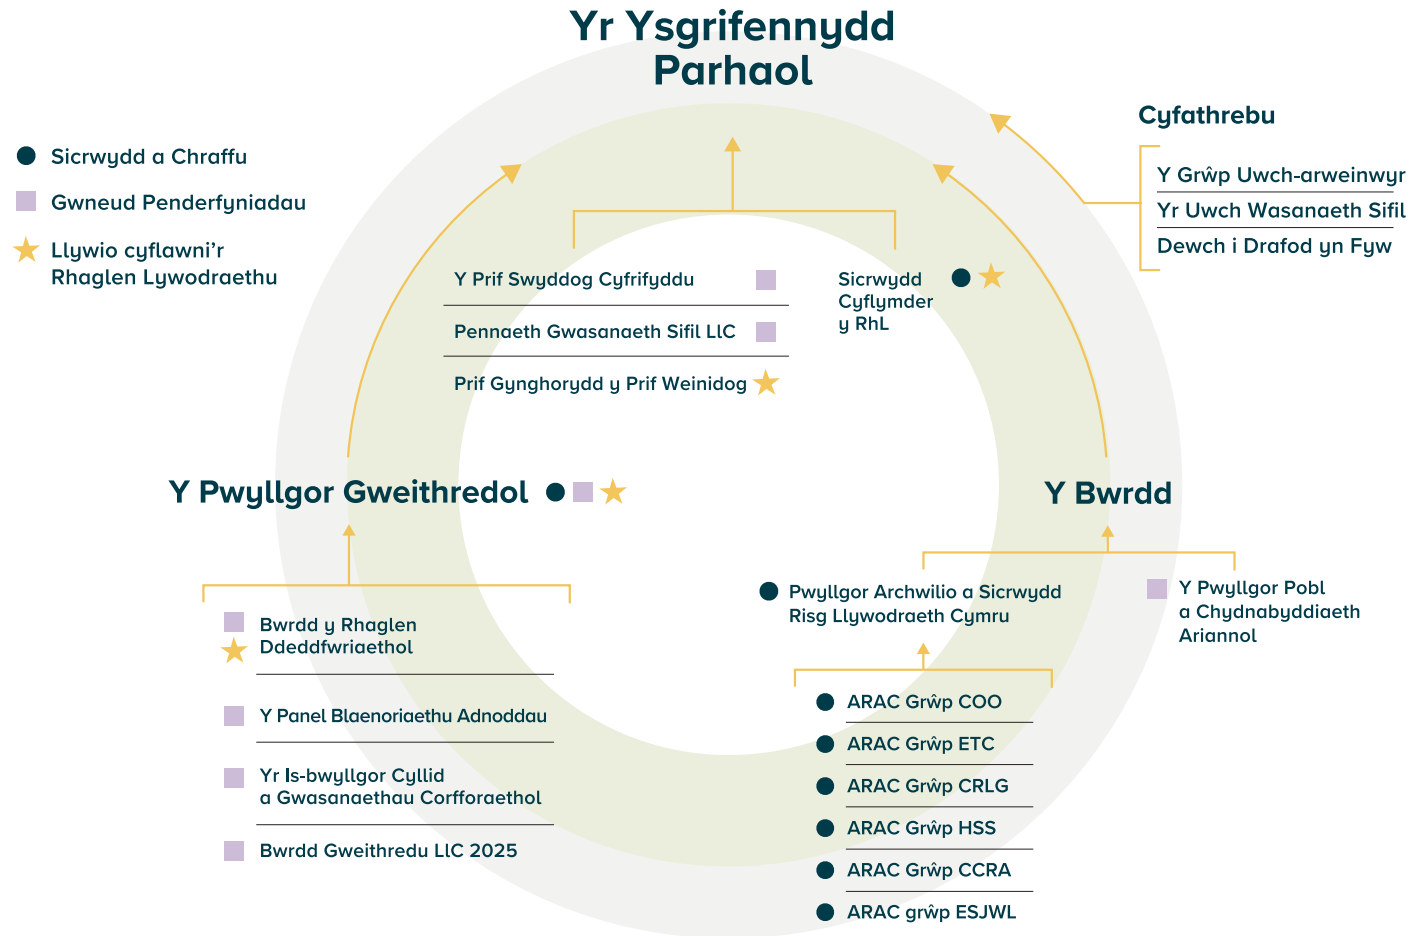 Yr Ysgrifennydd
Parhaol
Sicrwydd a Chraffu
Gwneud Penderfyniadau
Llywio cyflawni’r
Rhaglen Lywodraethu
Cyfathrebu
Y Grŵp Uwch-arweinwyr
Yr Uwch Wasanaeth Sifil
Dewch i Drafod yn Fyw
Y Prif Swyddog Cyfrifyddu
Pennaeth Gwasanaeth Sifil LlC
Prif Gynghorydd y Prif Weinidog
Sicrwydd
Cyflymder
y RhL
Y Pwyllgor Gweithredol
Bwrdd y Rhaglen
Ddeddfwriaethol
Y Panel Blaenoriaethu Adnoddau
Yr Is-bwyllgor Cyllid
a Gwasanaethau Corfforaethol
Bwrdd Gweithredu LlC 2025
Y Bwrdd
Pwyllgor Archwilio a Sicrwydd
Risg Llywodraeth Cymru
Y Pwyllgor Pobl
a Chydnabyddiaeth
Ariannol
ARAC Grŵp COO
ARAC Grŵp ETC
ARAC Grŵp CRLG
ARAC Grŵp HSS
ARAC Grŵp CCRA
ARAC grŵp ESJWL